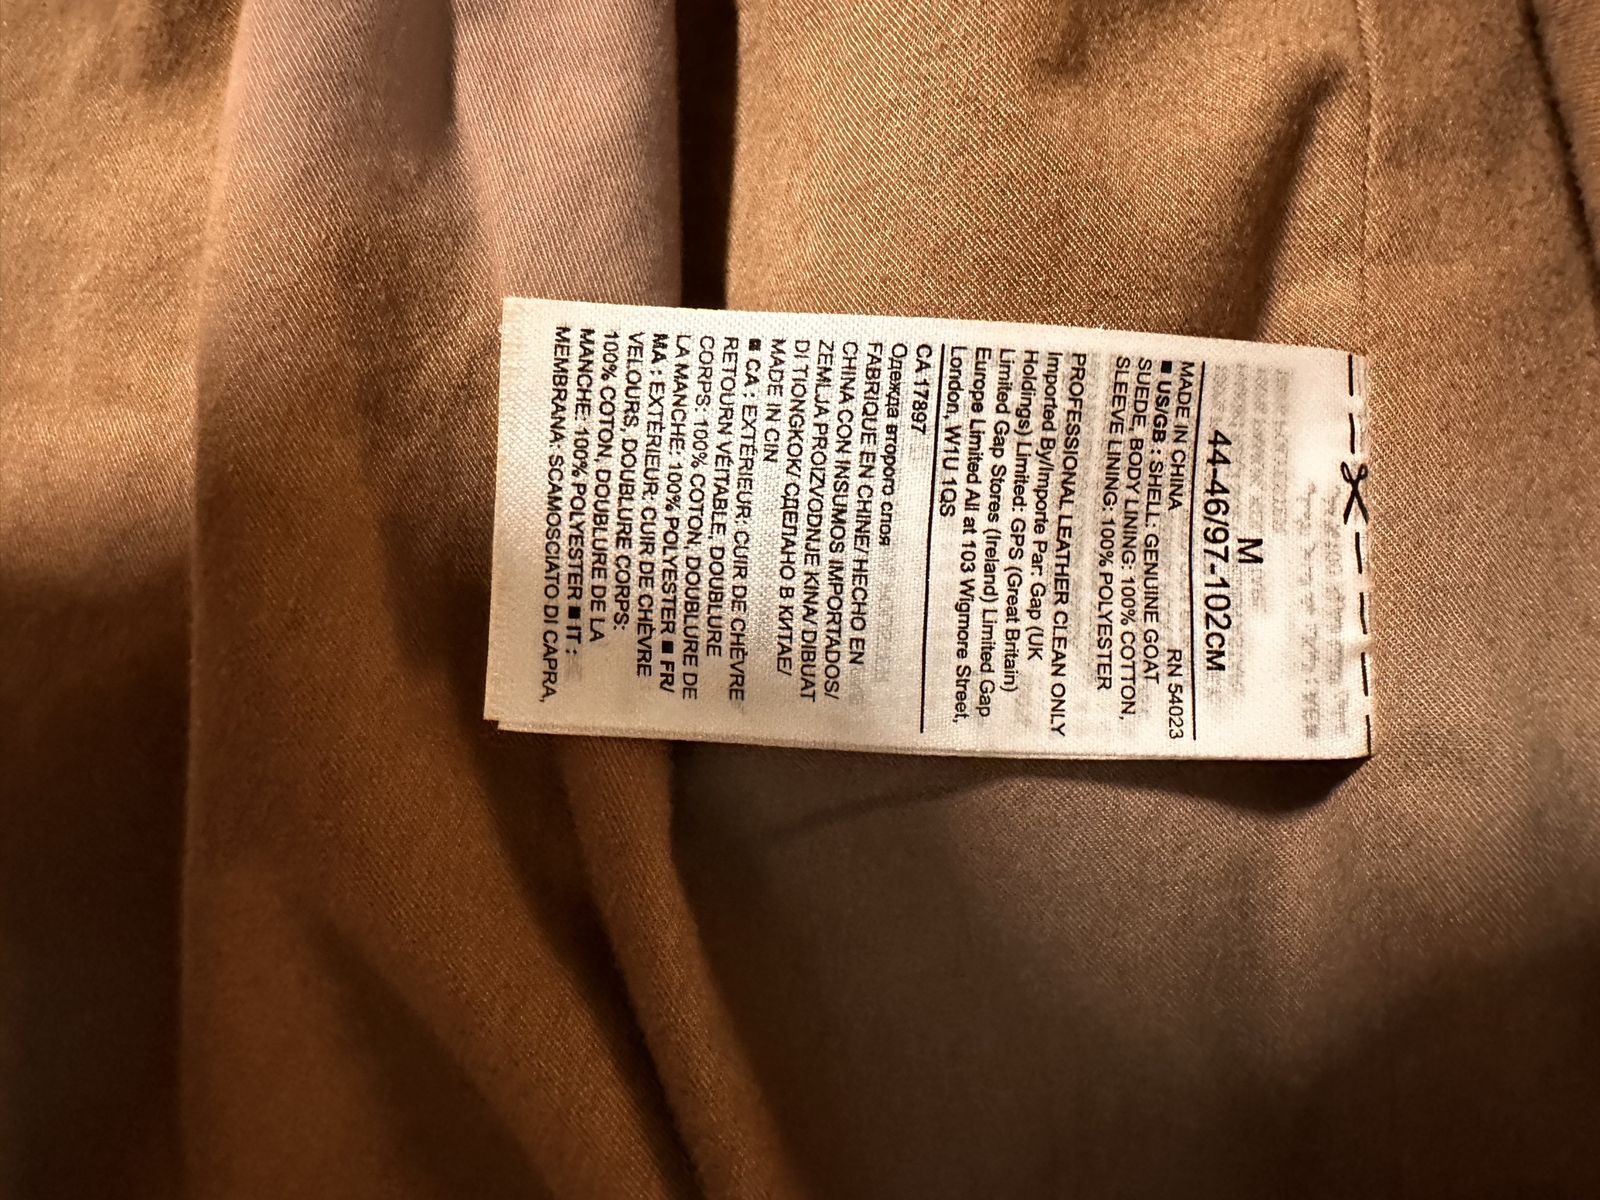 M
44-46/97-102CM
MADE IN CHINA RN 54023
■ US/GB : SHELL: GENUINE GOAT
SUEDE, BODY LINING: 100% COTTON,
SLEEVE LINING: 100% POLYESTER
PROFESSIONAL LEATHER CLEAN ONLY
Imported By/Importe Par: Gap (UK
Holdings) Limited: GPS (Great Britain)
Limited Gap Stores (Ireland) Limited Gap
Europe Limited All at 103 Wigmore Street,
London, W1U 1QS
CA 17897
Одежда второго слоя
FABRIQUE EN CHINE/ HECHO EN
CHINA CON INSUMOS IMPORTADOS/
ZEMLJA PROIZVODNJE KINA/ DIBUAT
DI TIONGKOK/ СДЕЛАНО В КИТАЕ/
MADE IN CIN
■ CA : EXTÉRIEUR: CUIR DE CHÈVRE
RETOURN VÉITABLE, DOUBLURE
CORPS: 100% COTON, DOUBLURE DE
LA MANCHE: 100% POLYESTER ■ FR/
MA : EXTÉRIEUR: CUIR DE CHÈVRE
VELOURS, DOUBLURE CORPS:
100% COTON, DOUBLURE DE LA
MANCHE: 100% POLYESTER ■ IT :
MEMBRANA: SCAMOSCIATO DI CAPRA,